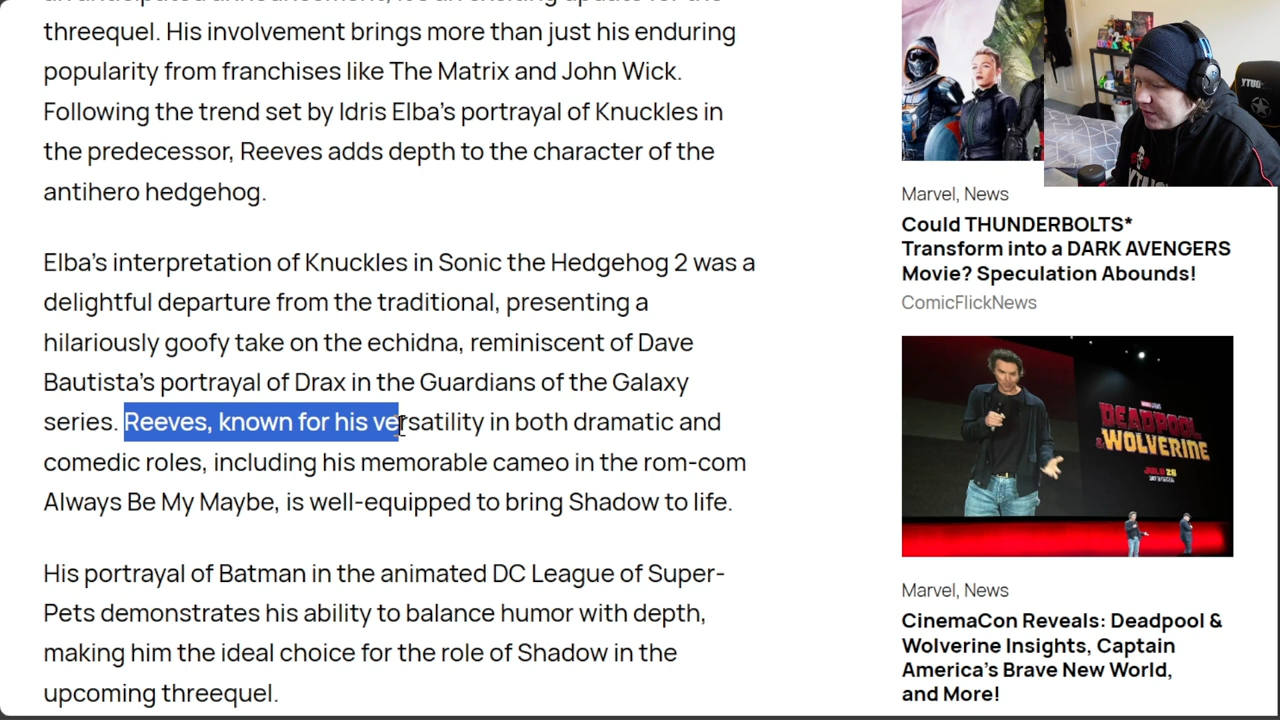 threequel. His involvement brings more than just his enduring
popularity from franchises like The Matrix and John Wick.
Following the trend set by Idris Elba's portrayal of Knuckles in
the predecessor, Reeves adds depth to the character of the
antihero hedgehog.
Elba's interpretation of Knuckles in Sonic the Hedgehog 2 was a
delightful departure from the traditional, presenting a
hilariously goofy take on the echidna, reminiscent of Dave
Bautista's portrayal of Drax in the Guardians of the Galaxy
series. Reeves, known for his versatility in both dramatic and
comedic roles, including his memorable cameo in the rom-com
Always Be My Maybe, is well-equipped to bring Shadow to life.
His portrayal of Batman in the animated DC League of Super-
Pets demonstrates his ability to balance humor with depth,
making him the ideal choice for the role of Shadow in the
upcoming threequel.
Marvel, News
Could THUNDERBOLTS*
Transform into a DARK AVENGERS
Movie? Speculation Abounds!
ComicFlickNews
DEADPOOL
& WOLVERINE
Marvel, News
CinemaCon Reveals: Deadpool &
Wolverine Insights, Captain
America's Brave New World,
and More!